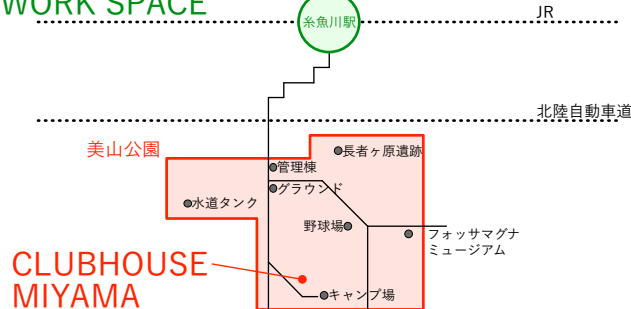 WORK SPACE
糸魚川駅
JR
北陸自動車道
美山公園
長者ヶ原遺跡
管理棟
グラウンド
水道タンク
野球場
フォッサマグナ
ミュージアム
CLUBHOUSE
MIYAMA
キャンプ場